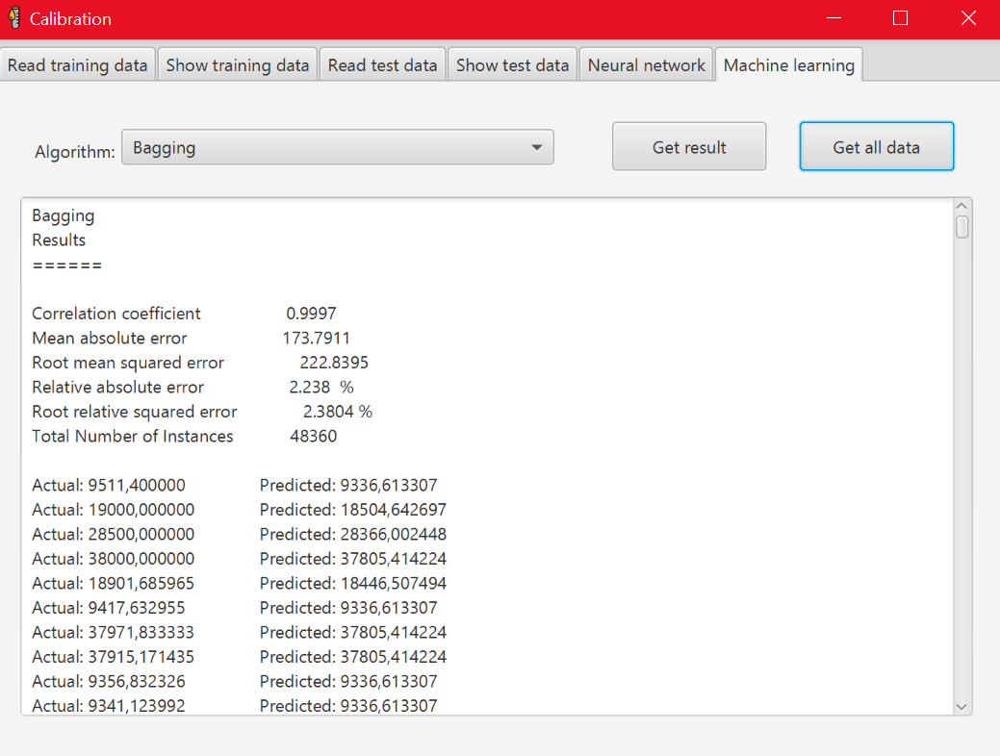 Calibration
Read training data Show training data Read test data Show test data Neural network Machine learning
Algorithm: Bagging Get result Get all data
Bagging
Results
======
Correlation coefficient 0.9997
Mean absolute error 173.7911
Root mean squared error 222.8395
Relative absolute error 2.238 %
Root relative squared error 2.3804 %
Total Number of Instances 48360
Actual: 9511,400000 Predicted: 9336,613307
Actual: 19000,000000 Predicted: 18504,642697
Actual: 28500,000000 Predicted: 28366,002448
Actual: 38000,000000 Predicted: 37805,414224
Actual: 18901,685965 Predicted: 18446,507494
Actual: 9417,632955 Predicted: 9336,613307
Actual: 37971,833333 Predicted: 37805,414224
Actual: 37915,171435 Predicted: 37805,414224
Actual: 9356,832326 Predicted: 9336,613307
Actual: 9341,123992 Predicted: 9336,613307